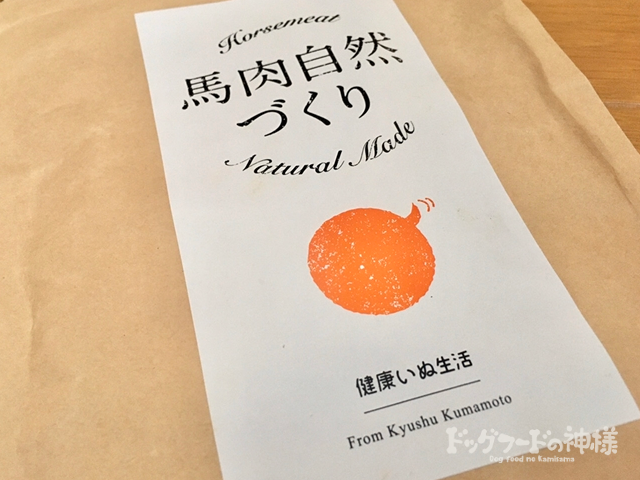 Horsemeat
馬肉自然
づくり
Natural Made
健康いぬ生活
From Kyushu Kumamoto
ドッグフードの神様
Dog Food no Kamisama